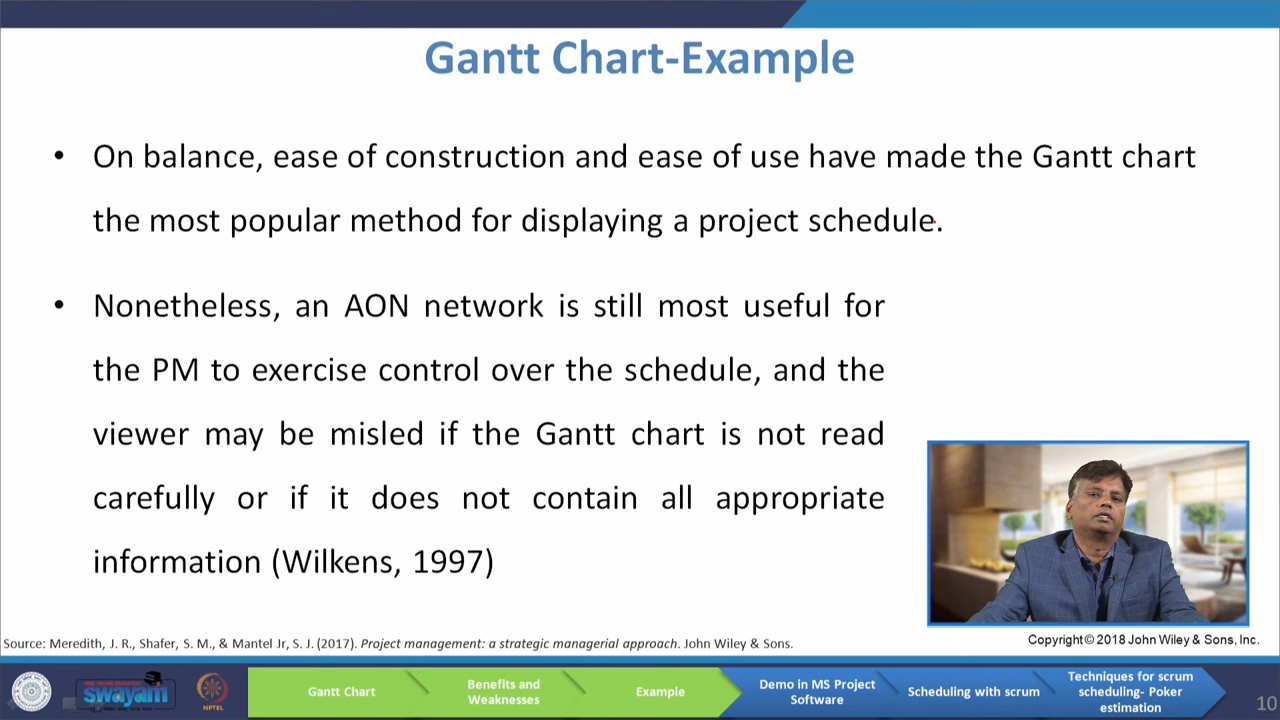 Gantt Chart-Example
• On balance, ease of construction and ease of use have made the Gantt chart
the most popular method for displaying a project schedule.
• Nonetheless, an AON network is still most useful for
the PM to exercise control over the schedule, and the
viewer may be misled if the Gantt chart is not read
carefully or if it does not contain all appropriate
information (Wilkens, 1997)
Source: Meredith, J. R., Shafer, S. M., & Mantel Jr, S. J. (2017). Project management: a strategic managerial approach. John Wiley & Sons.
Copyright© 2018 John Wiley & Sons, Inc.
swayam
NPTEL
Gantt Chart
Benefits and
Weaknesses
Example
Demo in MS Project
Software
Scheduling with scrum
Techniques for scrum
scheduling- Poker
estimation
10